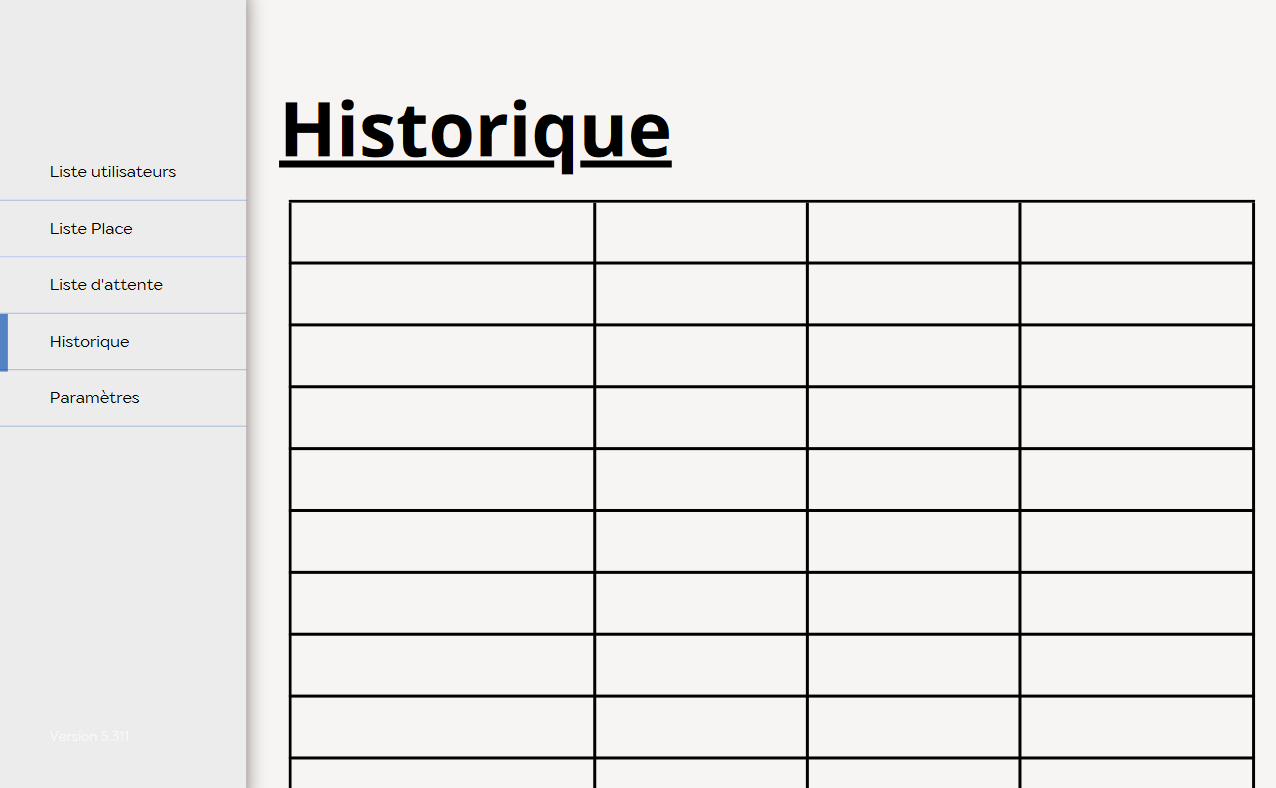 Historique
Liste utilisateurs
Liste Place
Liste d'attente
Historique
Paramètres
Version 5.311